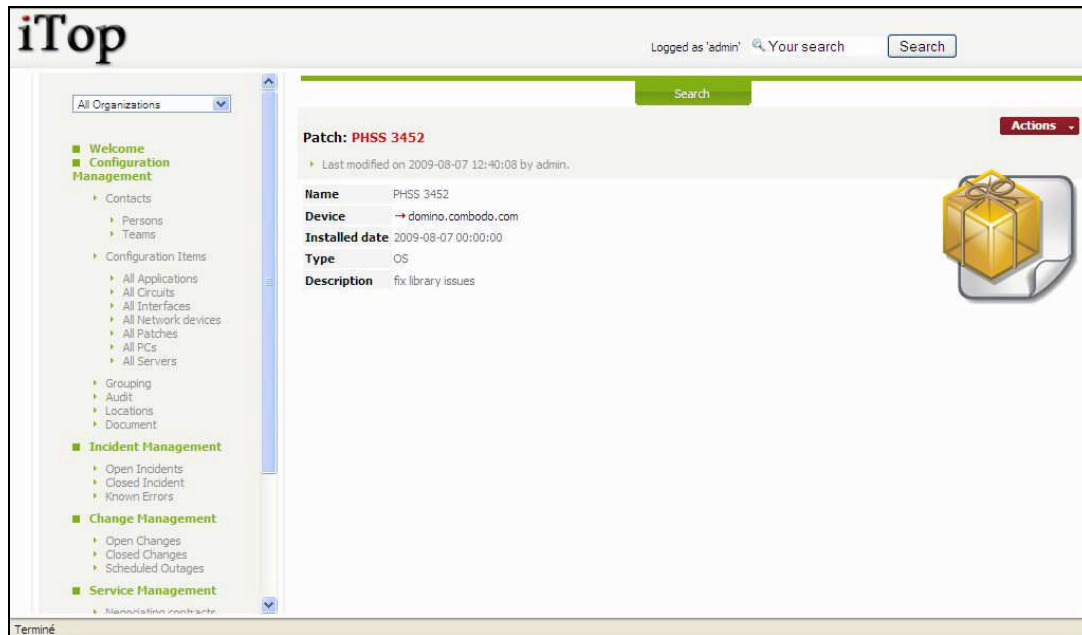 iTop
Logged as 'admin' Your search Search
All Organizations
Search
Welcome
Configuration
Management
Contacts
Persons
Teams
Configuration Items
All Applications
All Circuits
All Interfaces
All Network devices
All Patches
All PCs
All Servers
Grouping
Audit
Locations
Document
Incident Management
Open Incidents
Closed Incident
Known Errors
Change Management
Open Changes
Closed Changes
Scheduled Outages
Service Management
Negociating contracts
Actions
Patch: PHSS 3452
Last modified on 2009-08-07 12:40:08 by admin.
Name PHSS 3452
Device domino.combodo.com
Installed date 2009-08-07 00:00:00
Type OS
Description fix library issues
Terminé